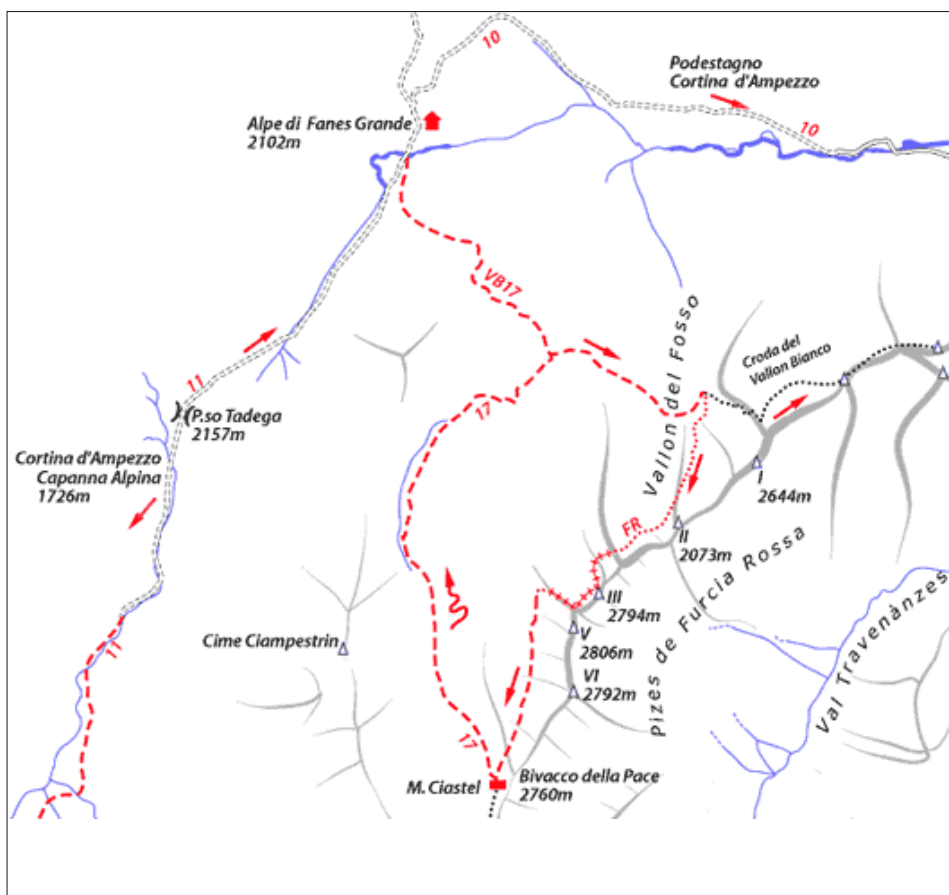 10
Podestagno
Cortina d'Ampezzo
10
Alpe di Fanes Grande
2102m
VB17
Vallon del Fosso
Croda del
Vallon Bianco
11
P.so Tadega
2157m
17
Cortina d'Ampezzo
Capanna Alpina
1726m
I
2644m
FR
II
2073m
III
2794m
Pizes de Furcia Rossa
V
2806m
VI
2792m
Val Travenànzes
Cime Ciampestrin
11
17
M. Ciastel
Bivacco della Pace
2760m